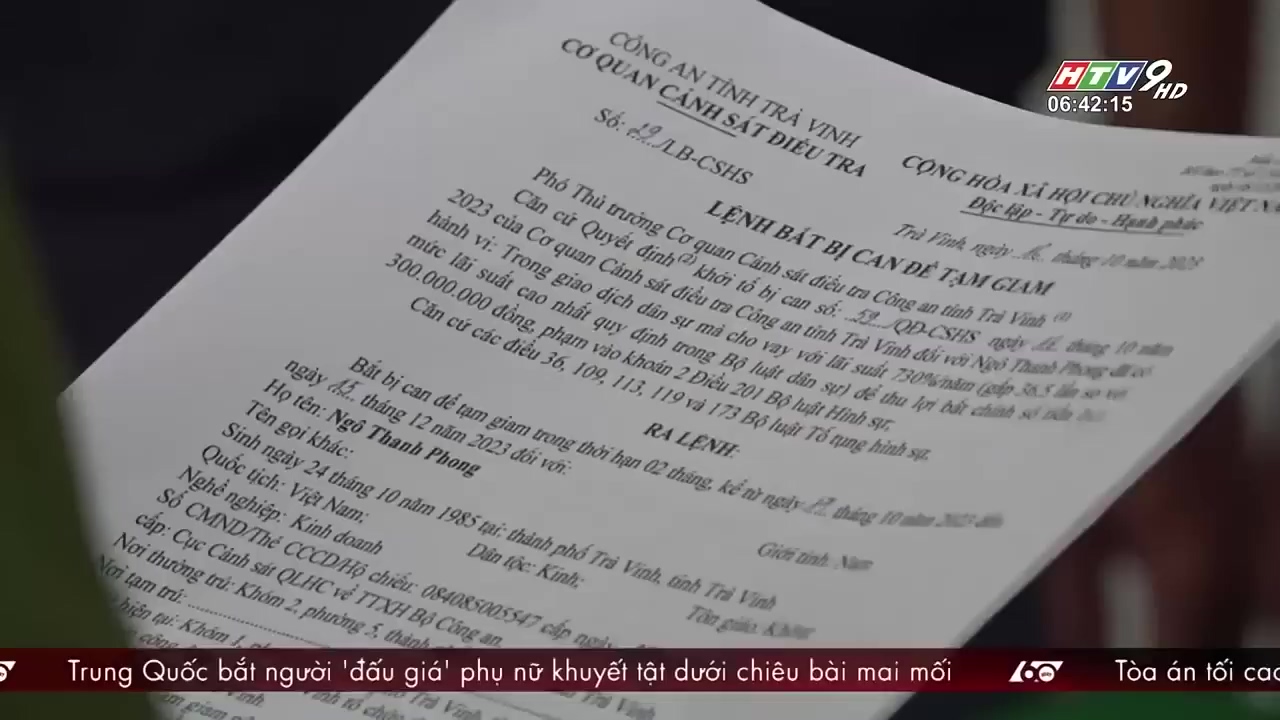 HTV9 HD
06:42:15
CÔNG AN TỈNH TRÀ VINH
CƠ QUAN CẢNH SÁT ĐIỀU TRA
Số: 29/LB-CSHS
CỘNG HÒA XÃ HỘI CHỦ NGHĨA VIỆT NA
Độc lập - Tự do - Hạnh phúc
Trà Vinh, ngày 16 tháng 10 năm 2023
LỆNH BẮT BỊ CAN ĐỂ TẠM GIAM
Phó Thủ trưởng Cơ quan Cảnh sát điều tra Công an tỉnh Trà Vinh (1)
Căn cứ Quyết định(2) khởi tố bị can số: 52/QĐ-CSHS ngày tháng 10 năm
2023 của Cơ quan Cảnh sát điều tra Công an tỉnh Trà Vinh đối với Ngô Thanh Phong đã có
hành vi: Trong giao dịch dân sự mà cho vay với lãi suất 730%/năm (gấp 36,5 lần so với
mức lãi suất cao nhất quy định trong Bộ luật dân sự) để thu lợi bất chính số tiền
300.000.000 đồng, phạm vào khoản 2 Điều 201 Bộ luật Hình sự,
Căn cứ các điều 36, 109, 113, 119 và 173 Bộ luật Tố tụng hình sự,
RA LỆNH:
Bắt bị can để tạm giam trong thời hạn 02 tháng, kể từ ngày tháng 10 năm 2023 đến
ngày 15 tháng 12 năm 2023 đối với:
Họ tên: Ngô Thanh Phong
Giới tính: Nam
Tên gọi khác:
Sinh ngày 24 tháng 10 năm 1985 tại: thành phố Trà Vinh, tỉnh Trà Vinh
Quốc tịch: Việt Nam; Dân tộc: Kinh; Tôn giáo: Không
Nghề nghiệp: Kinh doanh
Số CMND/Thẻ CCCD/Hộ chiếu: 084085005547 cấp ngày
cấp: Cục Cảnh sát QLHC về TTXH Bộ Công an
Nơi thường trú: Khóm 2, phường 5, thành
Nơi tạm trú:
hiện tại: Khóm 1,
Trung Quốc bắt người 'đấu giá' phụ nữ khuyết tật dưới chiêu bài mai mối
60 giây
Tòa án tối cao